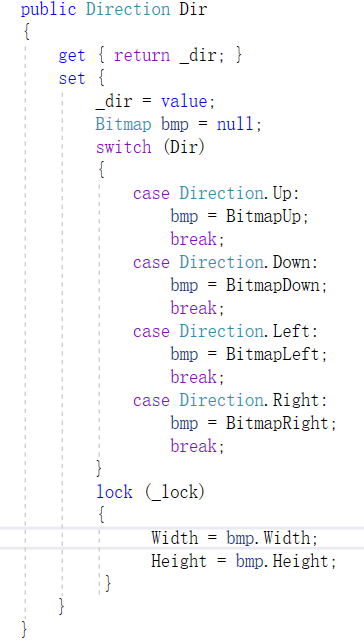 public Direction Dir
{
    get { return _dir; }
    set {
        _dir = value;
        Bitmap bmp = null;
        switch (Dir)
        {
            case Direction.Up:
                bmp = BitmapUp;
                break;
            case Direction.Down:
                bmp = BitmapDown;
                break;
            case Direction.Left:
                bmp = BitmapLeft;
                break;
            case Direction.Right:
                bmp = BitmapRight;
                break;
        }
        lock (_lock)
        {
              Width = bmp.Width;
              Height = bmp.Height;
         }
    }
}